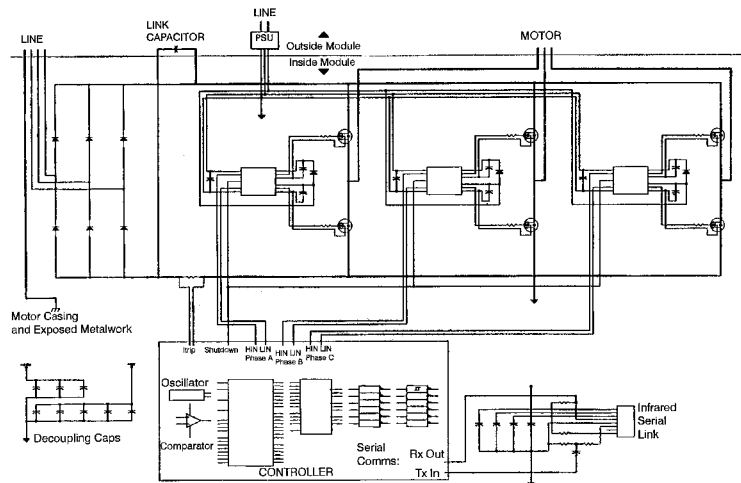 LINE
LINK
CAPACITOR
LINE
PSU
Outside Module
Inside Module
MOTOR
Motor Casing
and Exposed Metalwork
Itrip
Shutdown
HIN LIN
Phase A
HIN LIN
Phase B
HIN LIN
Phase C
Oscillator
Comparator
CONTROLLER
Serial
Comms:
Rx Out
Tx In
Infrared
Serial
Link
Decoupling Caps